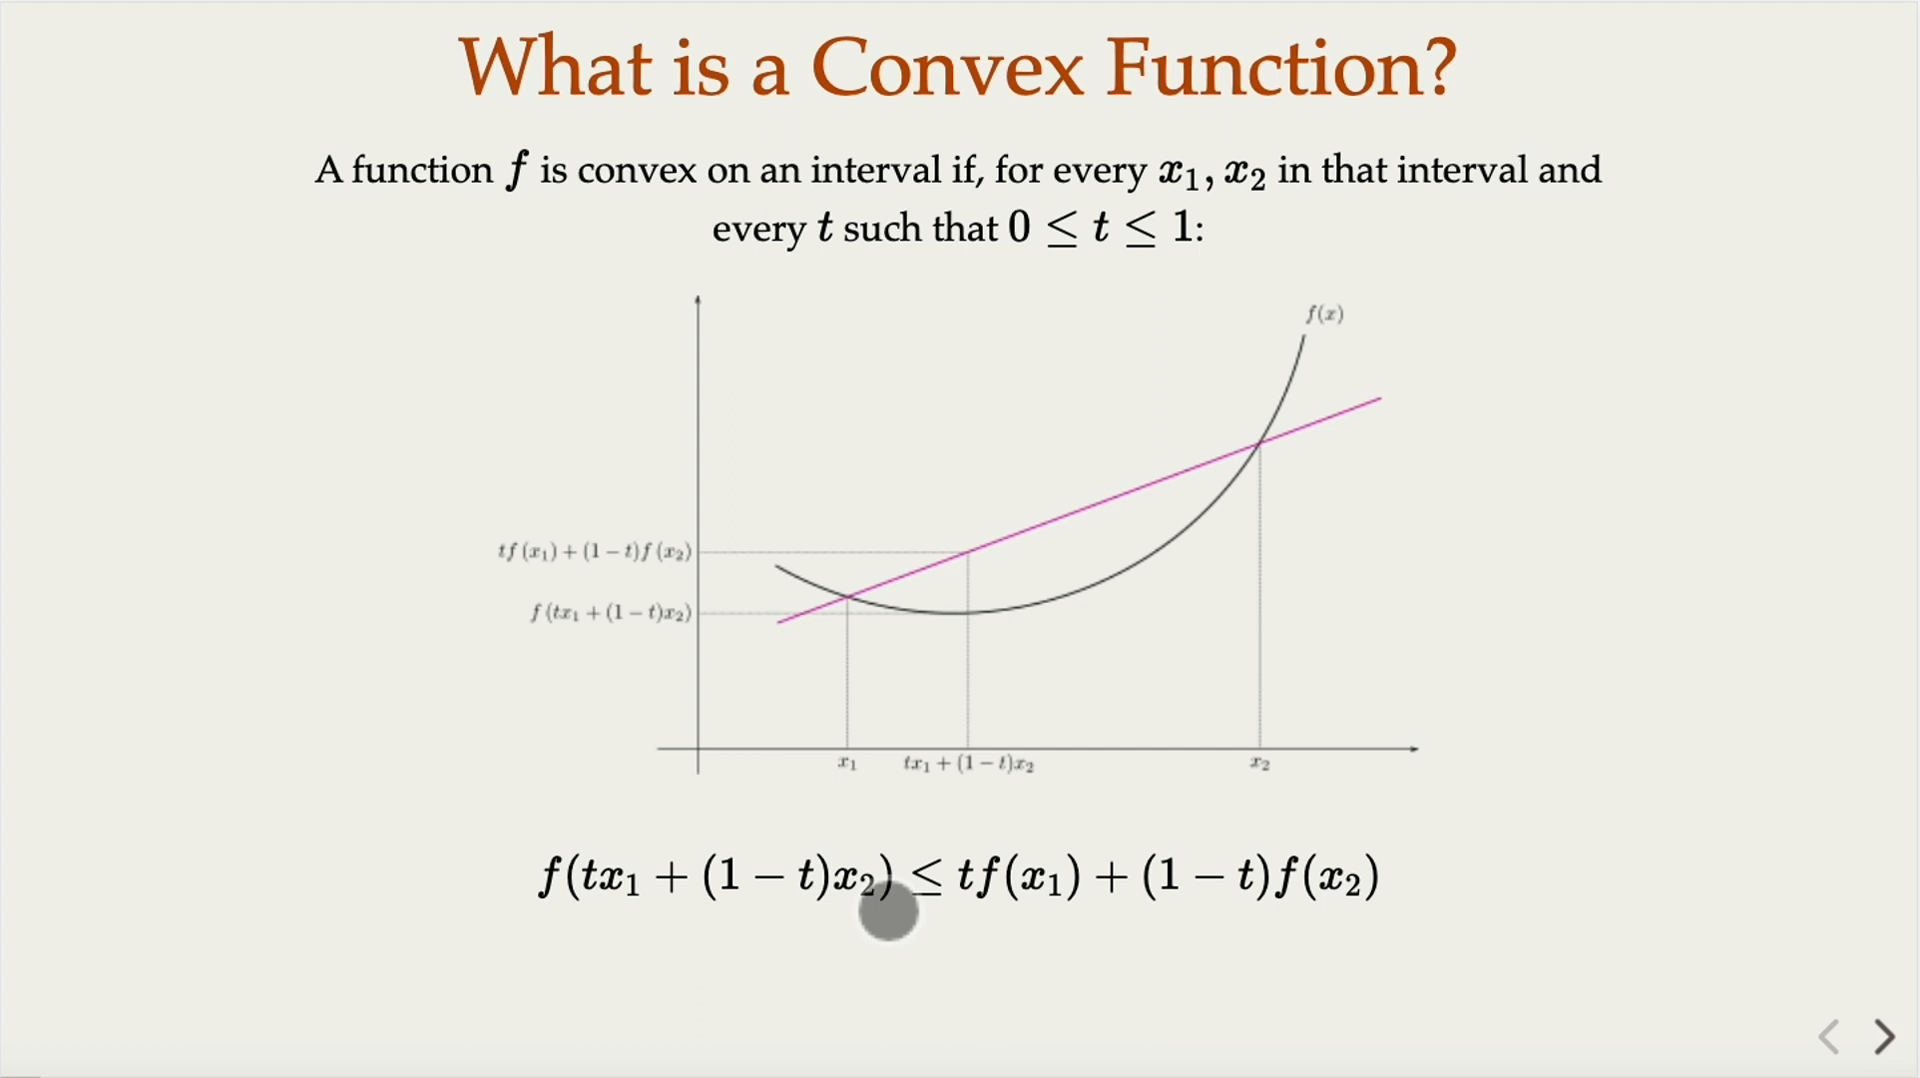 What is a Convex Function?
A function f is convex on an interval if, for every x₁, x₂ in that interval and
every t such that 0 ≤ t ≤ 1:
f(x)
tf(x₁) + (1 − t)f(x₂)
f(tx₁ + (1 − t)x₂)
x₁ tx₁ + (1 − t)x₂ x₂
f(tx₁ + (1 − t)x₂) ≤ tf(x₁) + (1 − t)f(x₂)